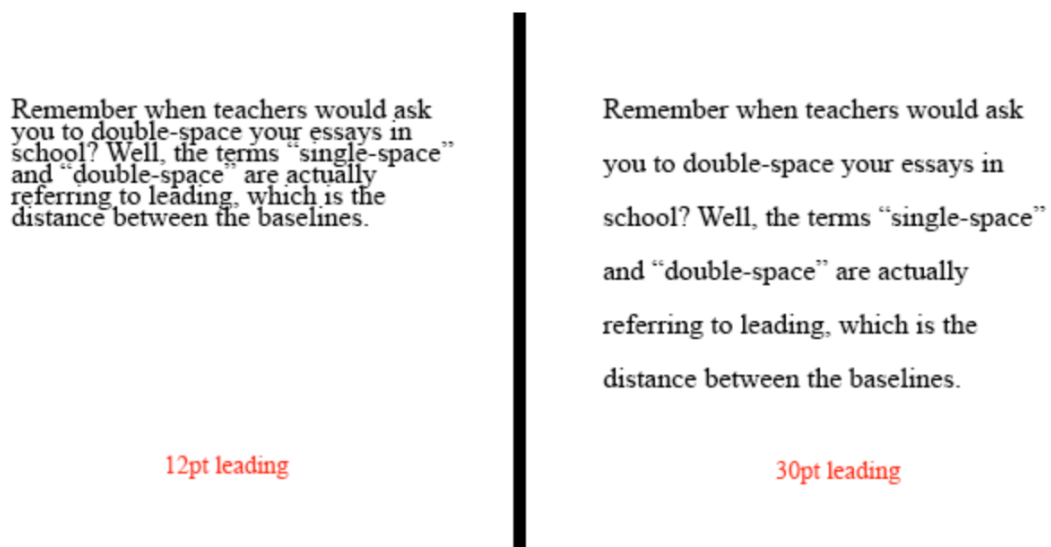 Remember when teachers would ask
you to double-space your essays in
school? Well, the terms “single-space”
and “double-space” are actually
referring to leading, which is the
distance between the baselines.
12pt leading
Remember when teachers would ask
you to double-space your essays in
school? Well, the terms “single-space”
and “double-space” are actually
referring to leading, which is the
distance between the baselines.
30pt leading